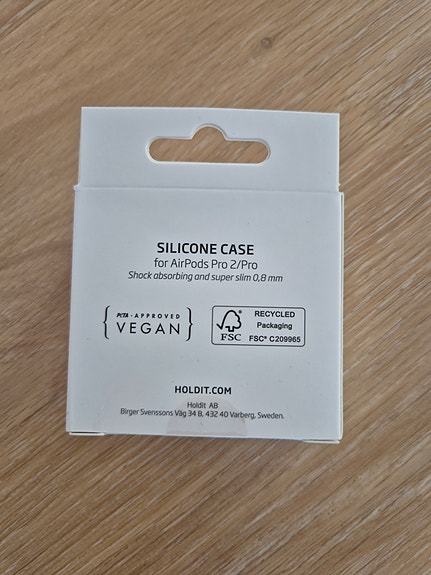 SILICONE CASE
for AirPods Pro 2/Pro
Shock absorbing and super slim 0,8 mm
PETA - APPROVED
VEGAN
FSC
RECYCLED
Packaging
FSC® C209965
HOLDIT.COM
Holdit AB
Birger Svenssons Väg 34 B, 432 40 Varberg, Sweden.